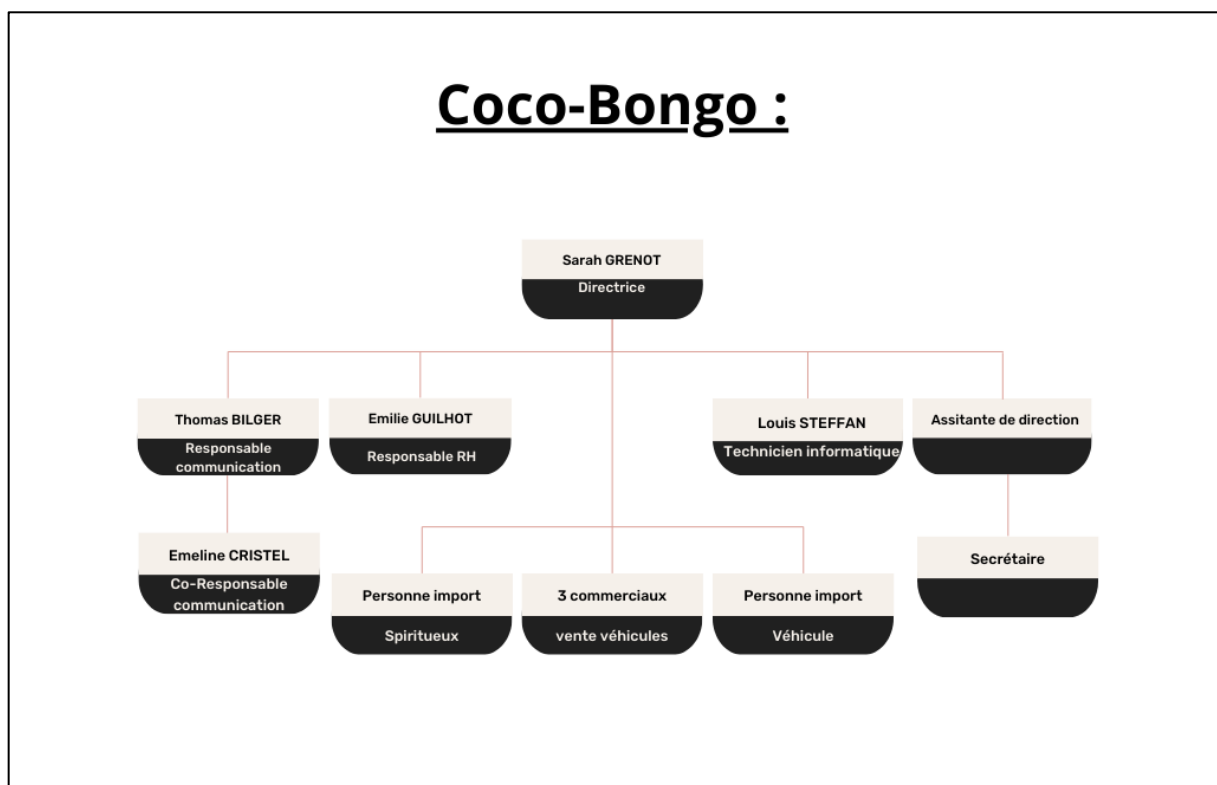 Coco-Bongo :
Sarah GRENOT
Directrice
Thomas BILGER
Responsable
communication
Emilie GUILHOT
Responsable RH
Louis STEFFAN
Technicien informatique
Assitante de direction
Emeline CRISTEL
Co-Responsable
communication
Personne import
Spiritueux
3 commerciaux
vente véhicules
Personne import
Véhicule
Secrétaire